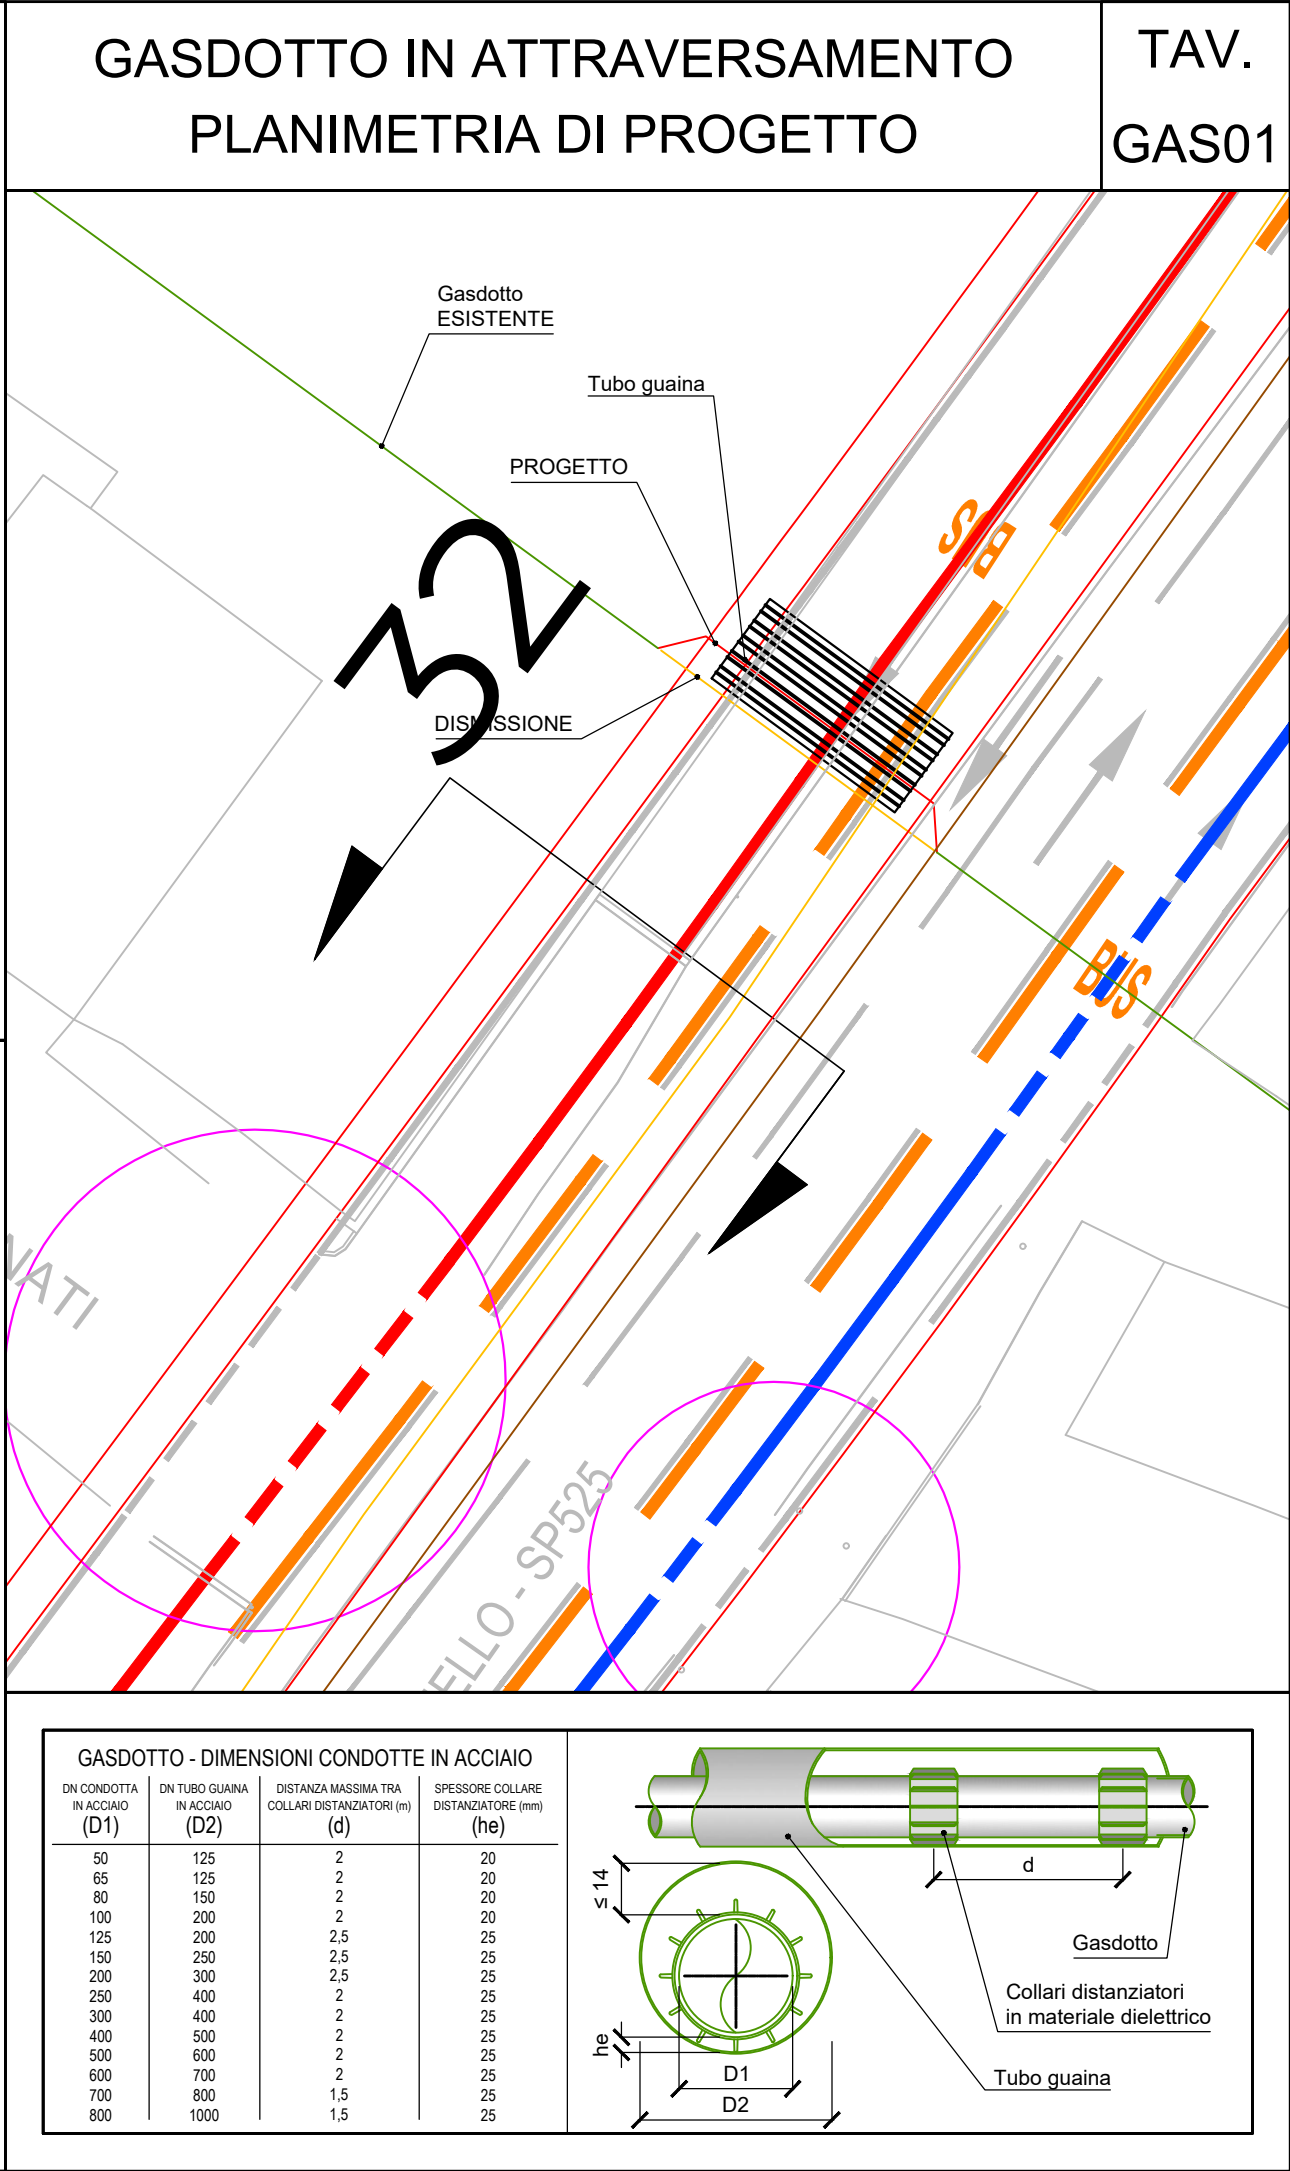 GASDOTTO IN ATTRAVERSAMENTO
PLANIMETRIA DI PROGETTO
TAV.
GAS01
Gasdotto
ESISTENTE
Tubo guaina
PROGETTO
32
DISMISSIONE
BUS
BUS
NATI
ELLO - SP525
GASDOTTO - DIMENSIONI CONDOTTE IN ACCIAIO
DN CONDOTTA IN ACCIAIO (D1) DN TUBO GUAINA IN ACCIAIO (D2) DISTANZA MASSIMA TRA COLLARI DISTANZIATORI (m) (d) SPESSORE COLLARE DISTANZIATORE (mm) (he)
50 125 2 20
65 125 2 20
80 150 2 20
100 200 2 20
125 200 2,5 25
150 250 2,5 25
200 300 2,5 25
250 400 2 25
300 400 2 25
400 500 2 25
500 600 2 25
600 700 2 25
700 800 1,5 25
800 1000 1,5 25
≤ 14
d
Gasdotto
Collari distanziatori
in materiale dielettrico
he
D1
Tubo guaina
D2